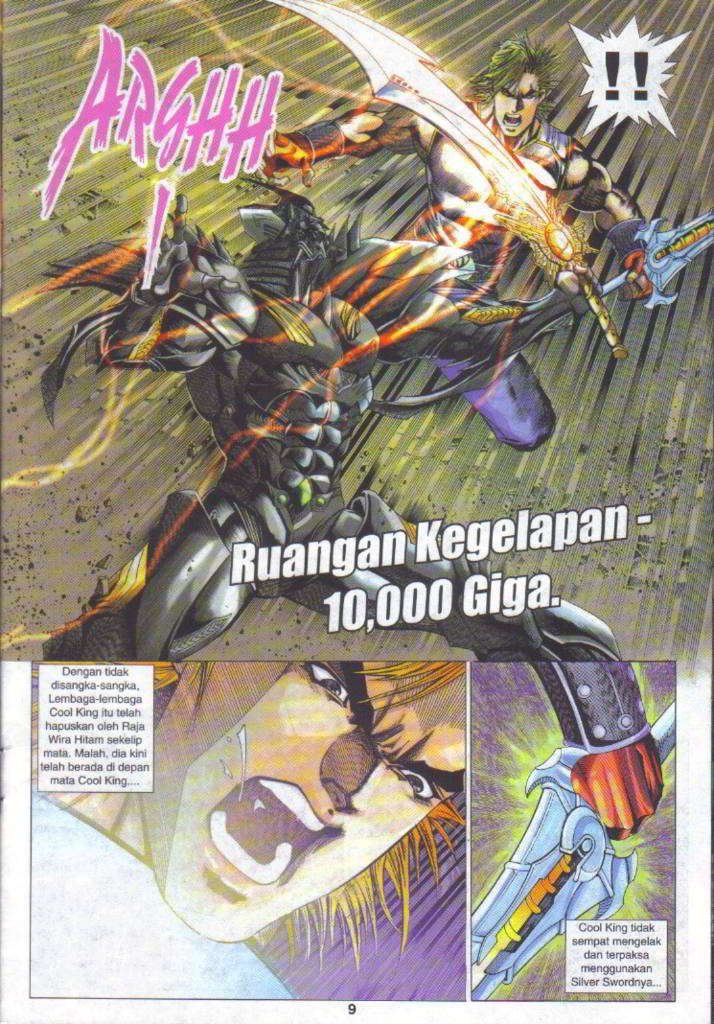 ARGHH
!
!!
Ruangan Kegelapan -
10,000 Giga.
Dengan tidak
disangka-sangka,
Lembaga-lembaga
Cool King itu telah
hapuskan oleh Raja
Wira Hitam sekelip
mata. Malah, dia kini
telah berada di depan
mata Cool King....
Cool King tidak
sempat mengelak
dan terpaksa
menggunakan
Silver Swordnya...
9